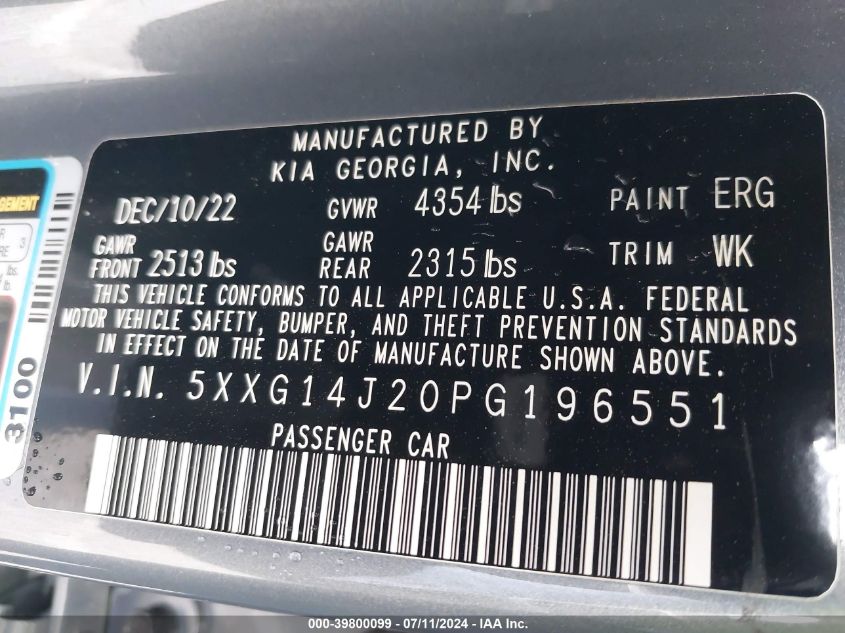 MANUFACTURED BY
KIA GEORGIA, INC.
DEC/10/22 GVWR 4354 lbs PAINT ERG
GAWR FRONT 2513 lbs GAWR REAR 2315 lbs TRIM WK
THIS VEHICLE CONFORMS TO ALL APPLICABLE U.S.A. FEDERAL
MOTOR VEHICLE SAFETY, BUMPER, AND THEFT PREVENTION STANDARDS
IN EFFECT ON THE DATE OF MANUFACTURE SHOWN ABOVE.
V.I.N. 5XXG14J20PG196551
PASSENGER CAR
3100
3
lbs.
lb.
000-39800099 - 07/11/2024 - IAA Inc.